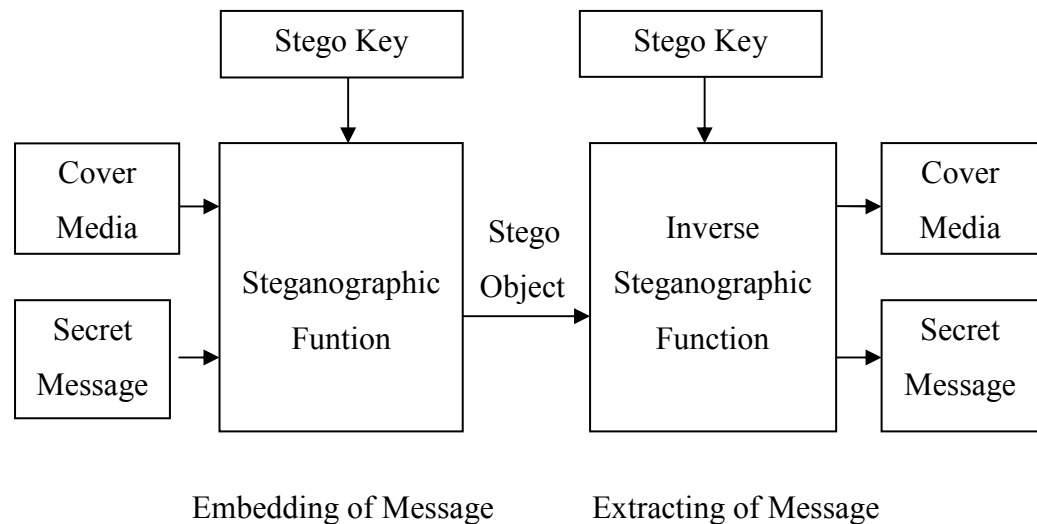 Stego Key
Stego Key
Cover
Media
Secret
Message
Steganographic
Funtion
Stego
Object
Inverse
Steganographic
Function
Cover
Media
Secret
Message
Embedding of Message
Extracting of Message